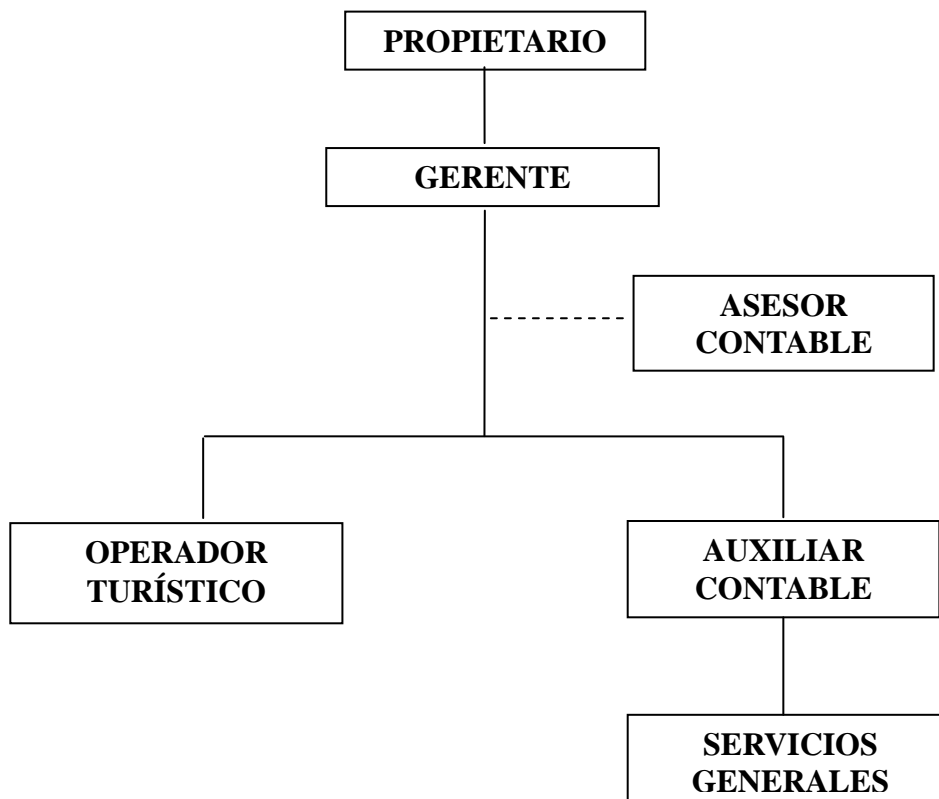 PROPIETARIO
GERENTE
ASESOR
CONTABLE
OPERADOR
TURÍSTICO
AUXILIAR
CONTABLE
SERVICIOS
GENERALES